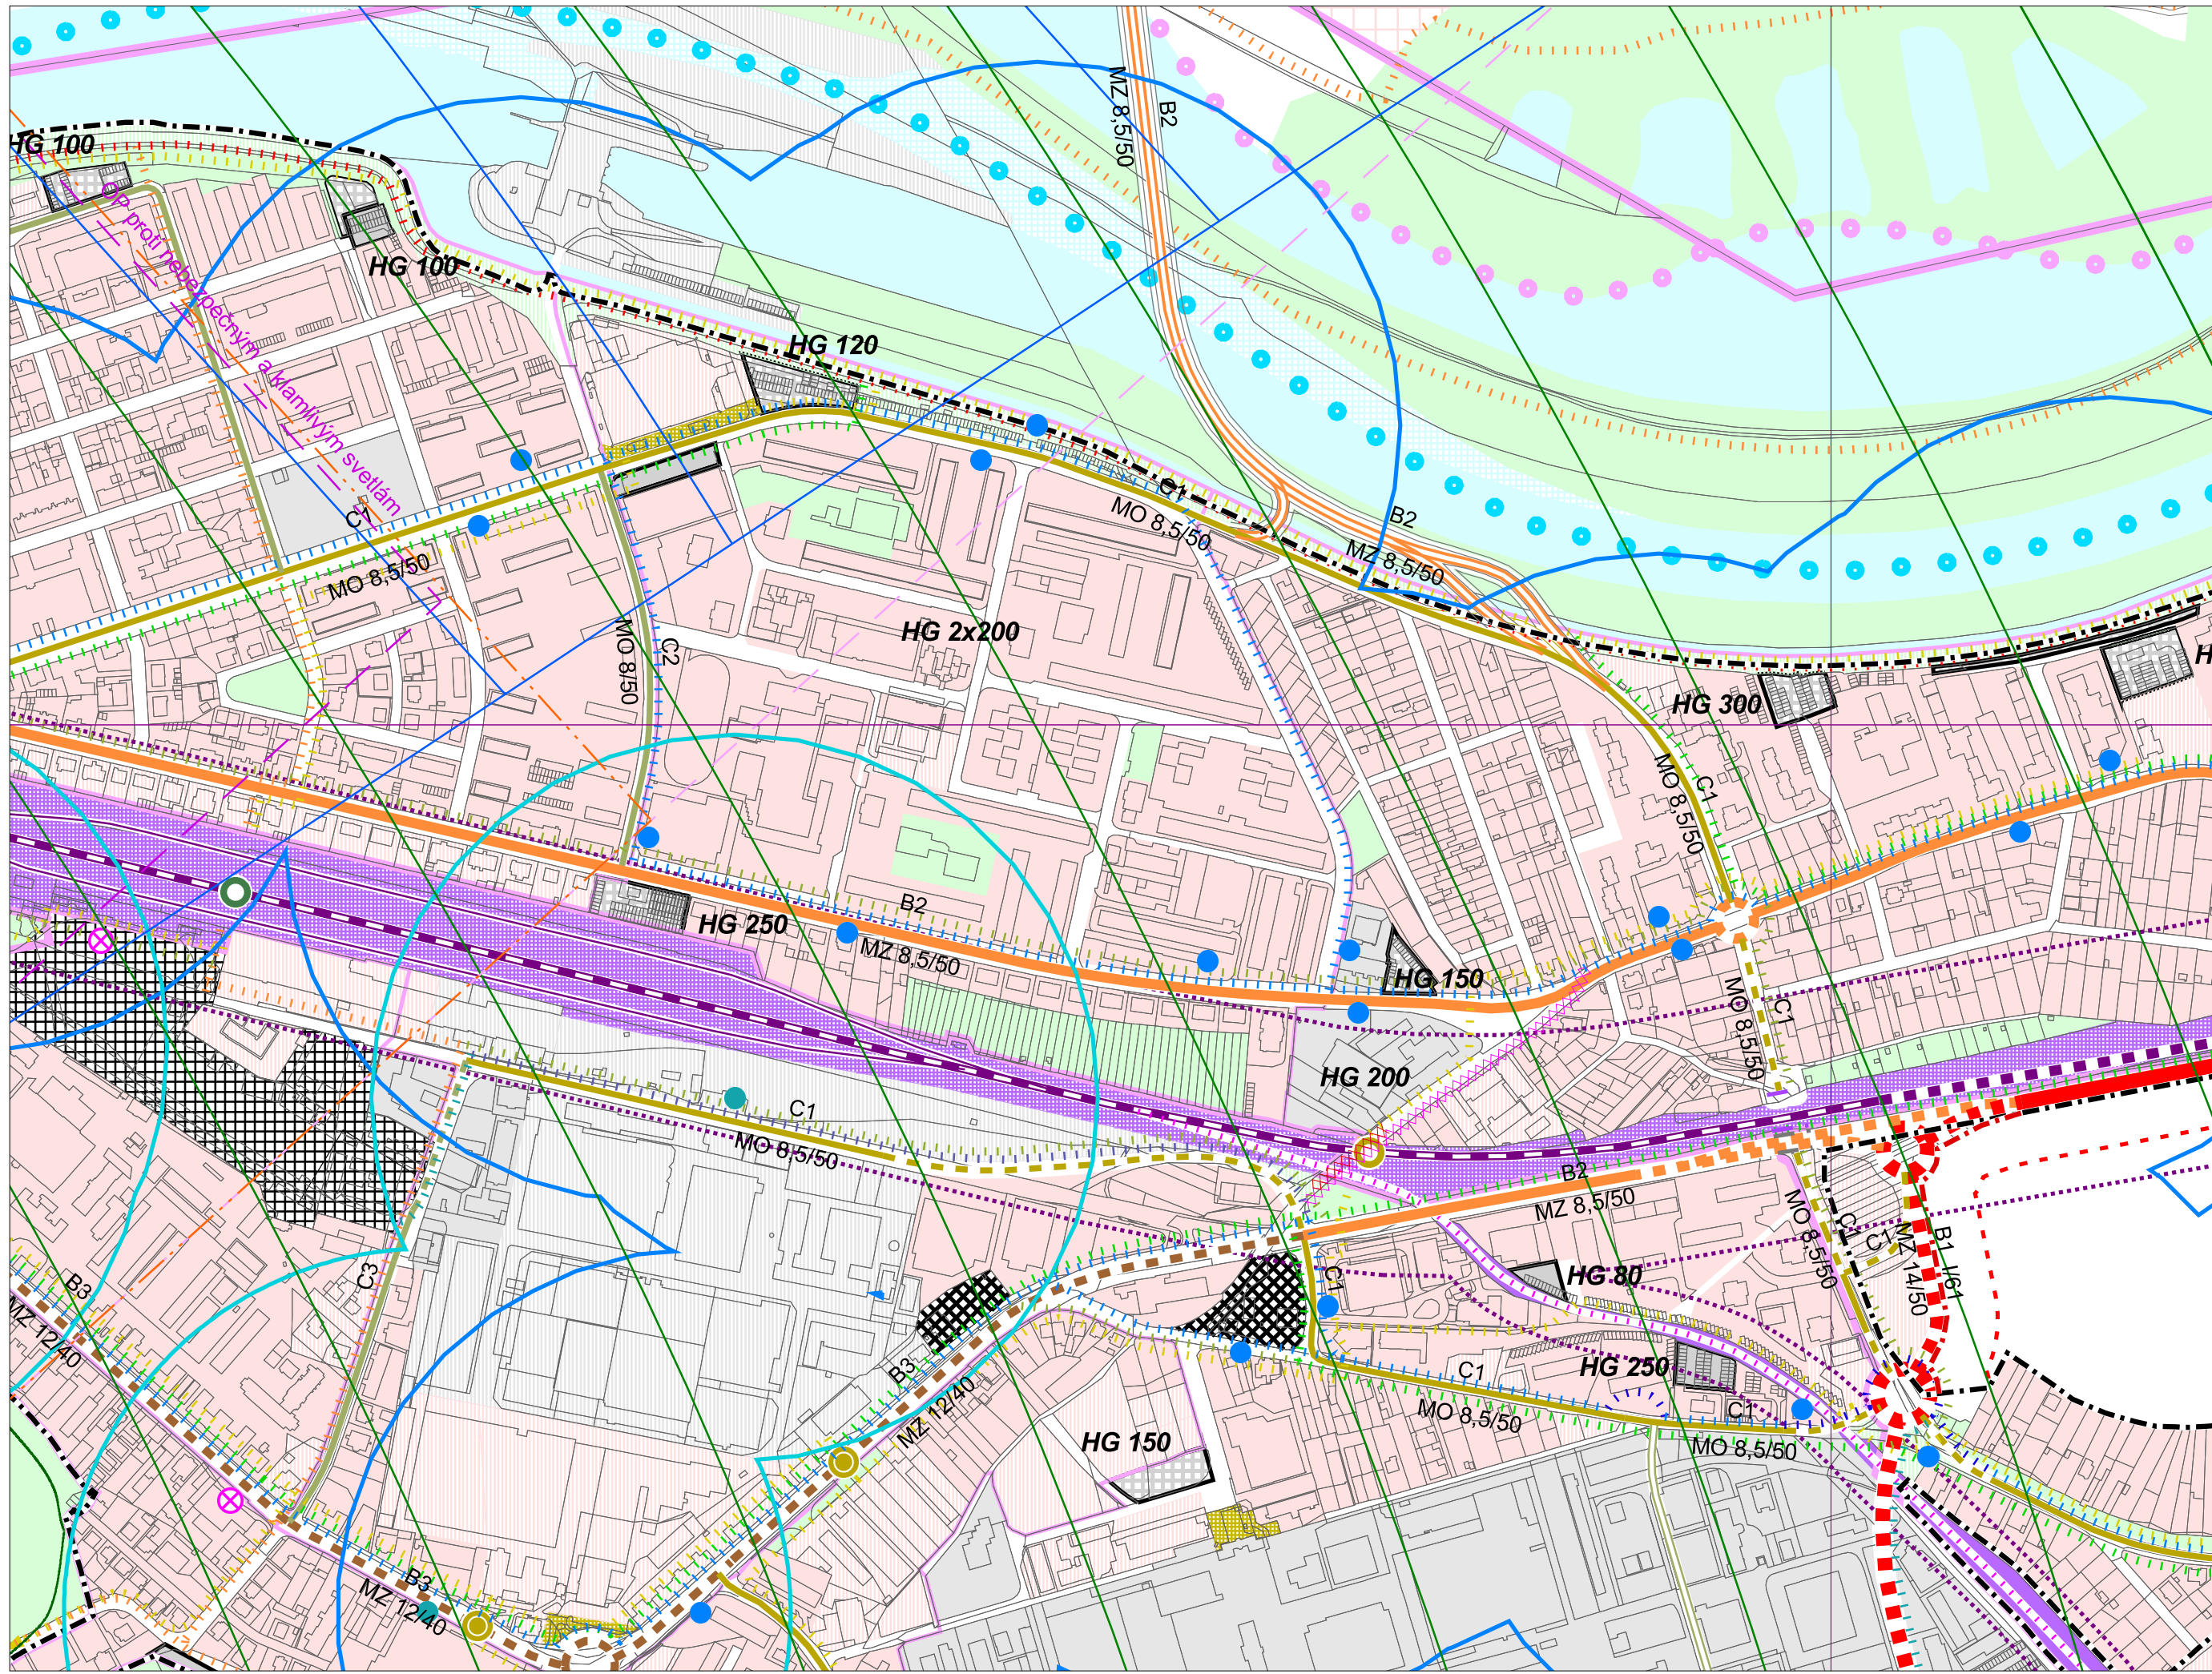 HG 100
HG 100
OP proti nebezpečným a klamlivým svetlám
MZ 8,5/50
B2
HG 120
C1
MO 8,5/50
C1
MO 8,5/50
B2
MZ 8,5/50
MO 8/50
C2
HG 2x200
H
HG 300
C1
MO 8,5/50
HG 250
B2
MZ 8,5/50
HG 150
HG 200
C1
MO 8,5/50
C1
MO 8,5/50
B2
MZ 8,5/50
MO 8,5/50
C1
C1
MZ 14/50
B1 I/61
B3
MZ 12/40
C3
C1
HG 80
HG 250
C1
MO 8,5/50
C1
MO 8,5/50
B3
MZ 12/40
HG 150
B3
MZ 12/40